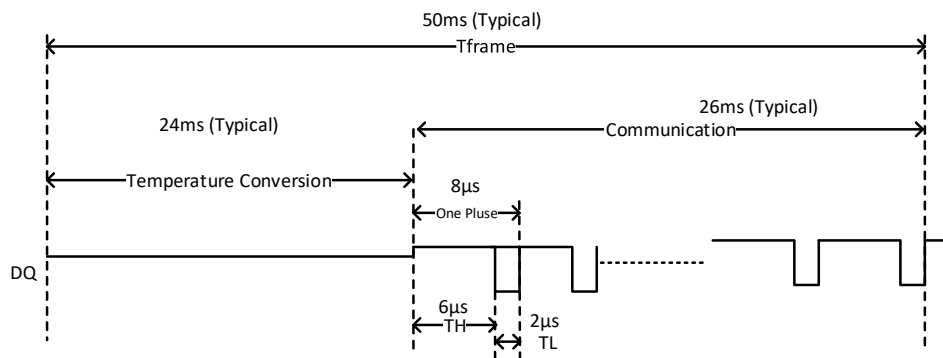 50ms (Typical)
Tframe
24ms (Typical)
26ms (Typical)
Communication
Temperature Conversion
8μs
One Pluse
DQ
6μs
TH
2μs
TL